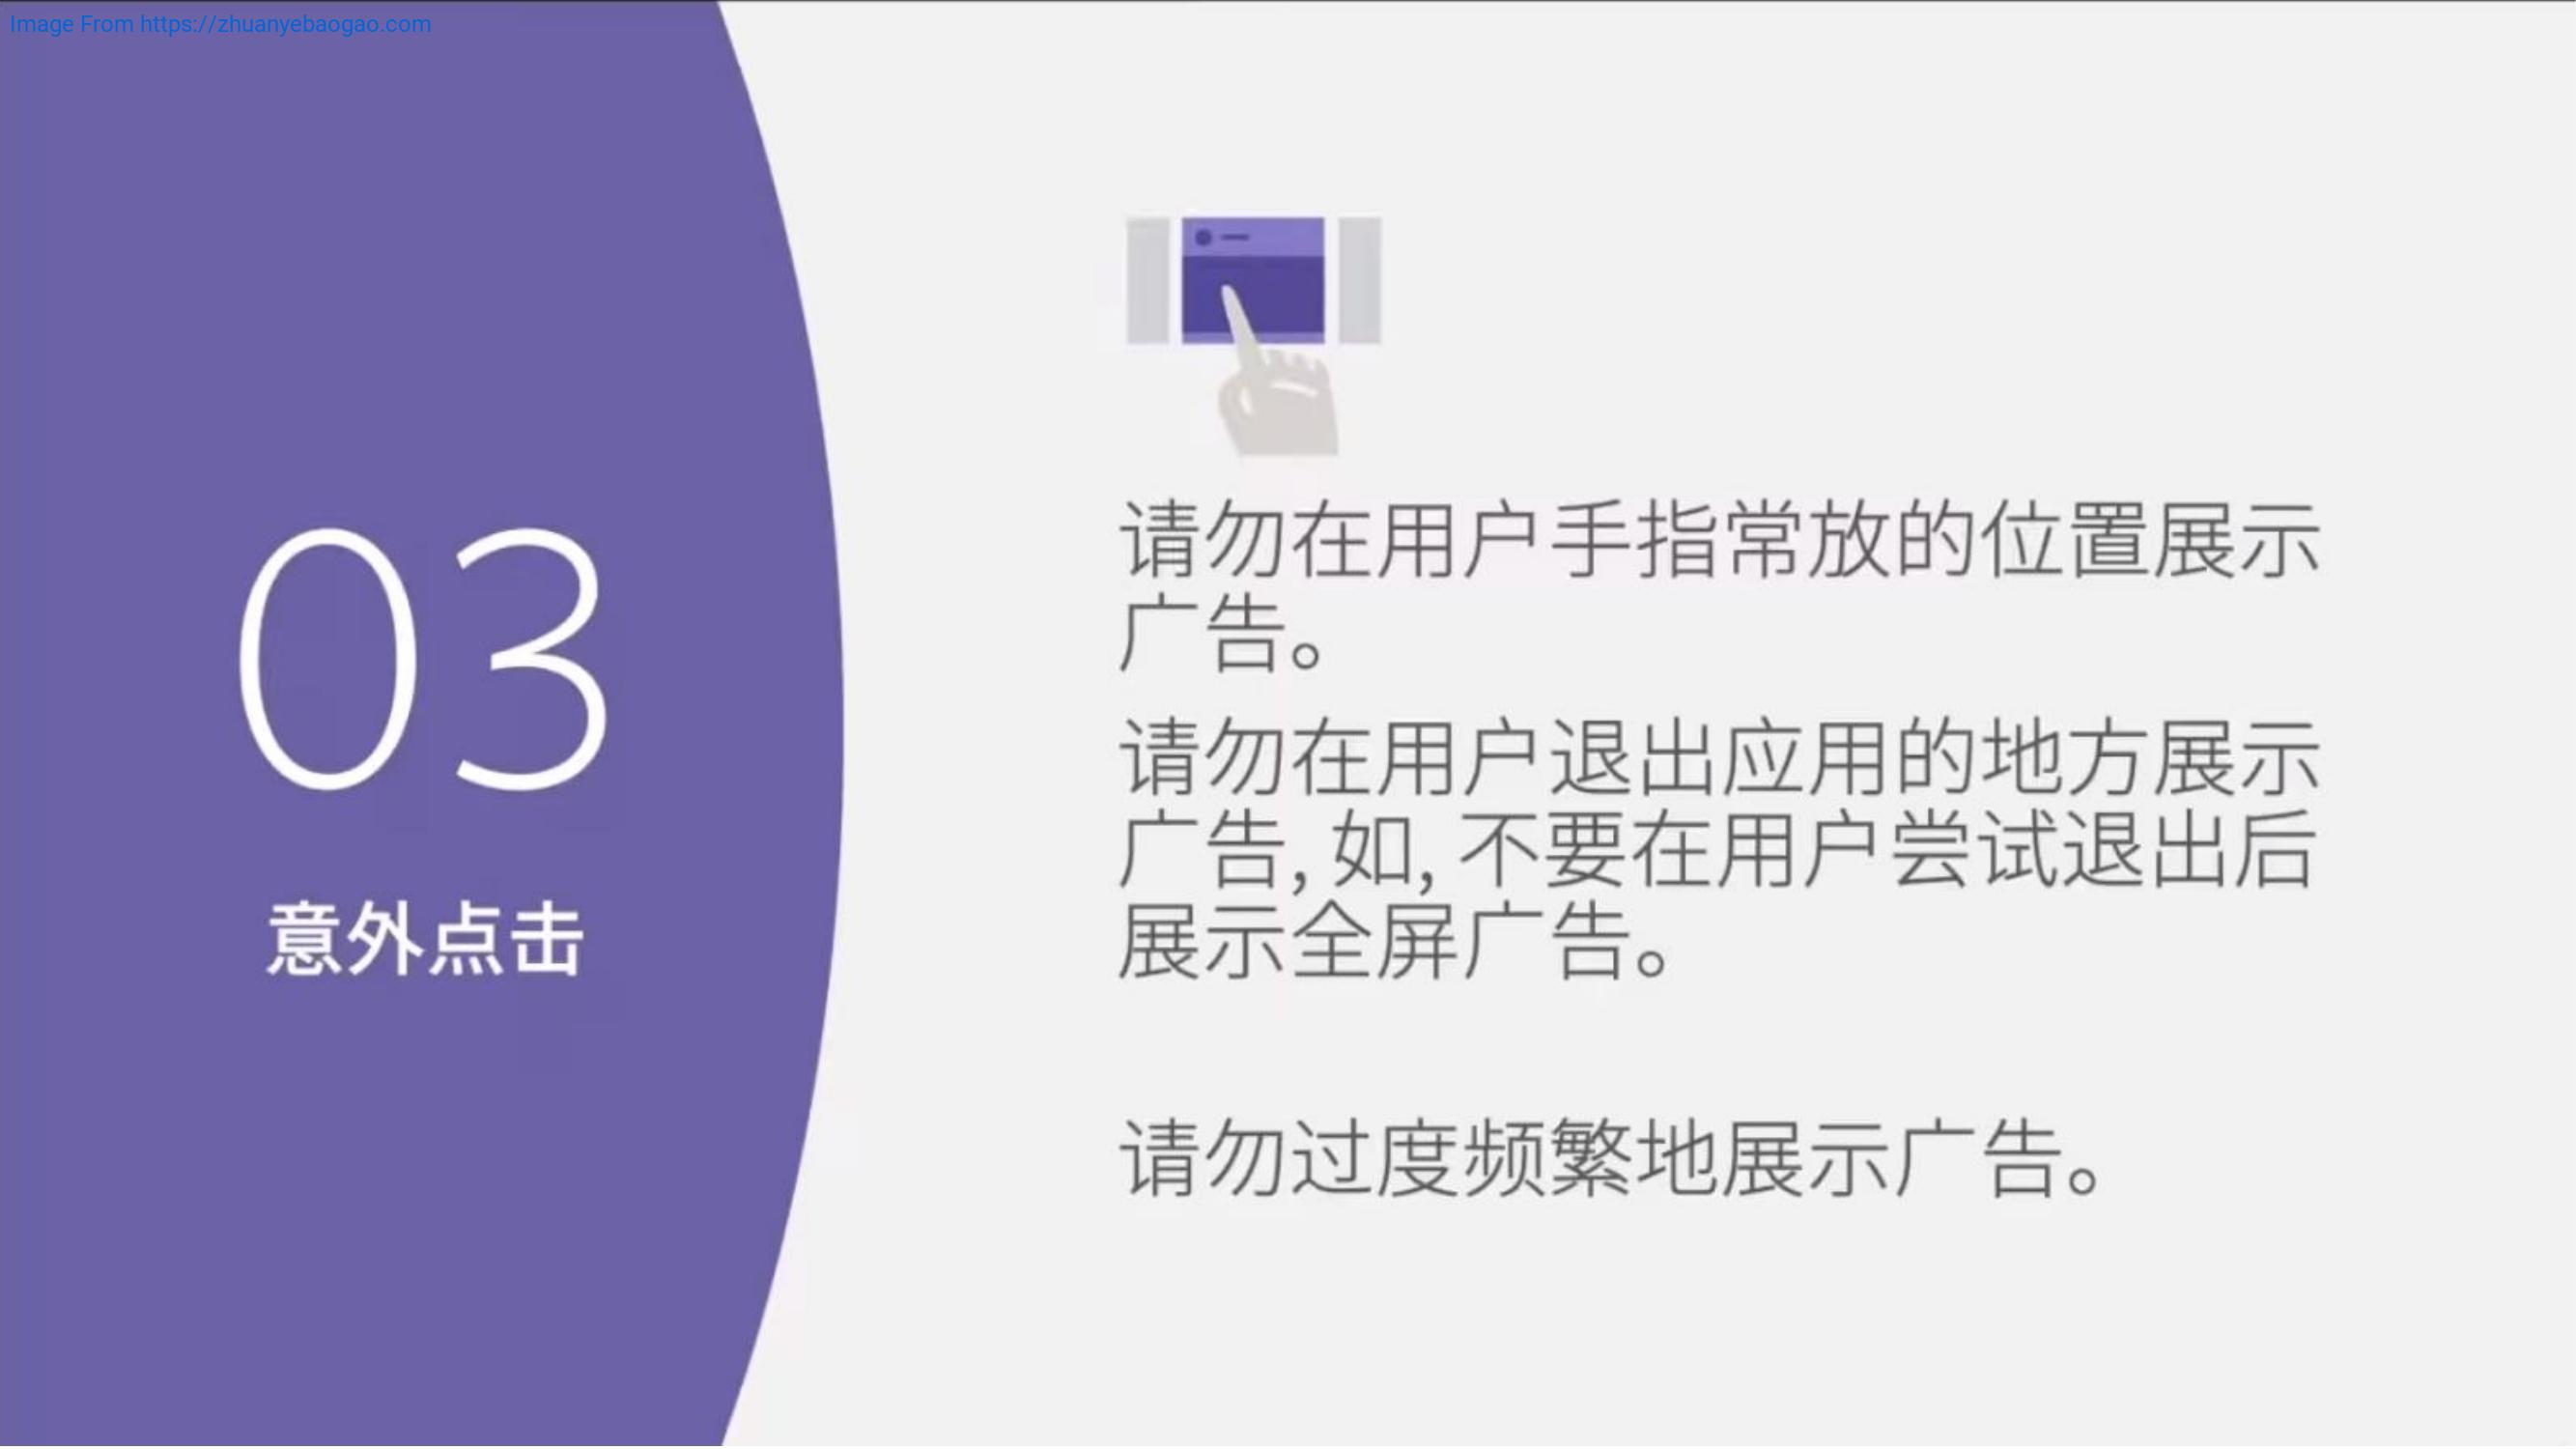 Image From https://zhuanyebaogao.com
03
意外点击
请勿在用户手指常放的位置展示
广告。
请勿在用户退出应用的地方展示
广告, 如, 不要在用户尝试退出后
展示全屏广告。
请勿过度频繁地展示广告。